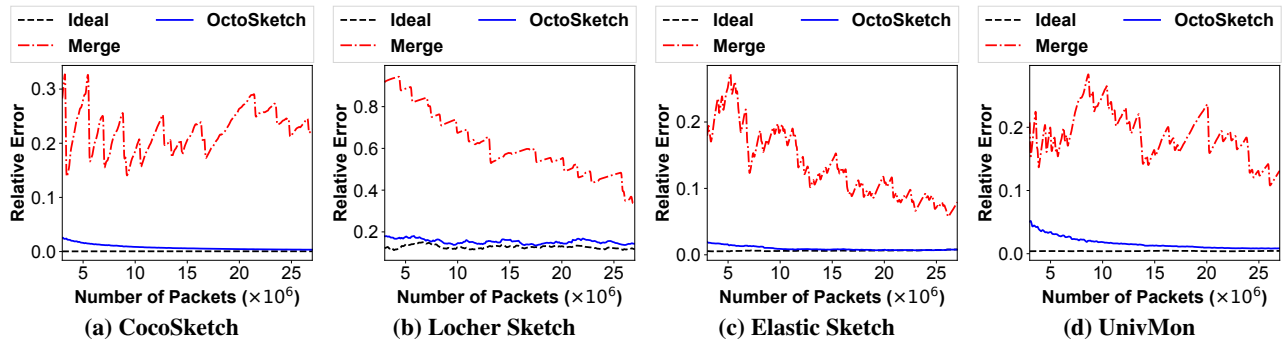 Ideal
OctoSketch
Merge
Relative Error
0.3
0.2
0.1
0.0
5 10 15 20 25
Number of Packets (×10⁶)
(a) CocoSketch
Ideal
OctoSketch
Merge
Relative Error
0.8
0.6
0.4
0.2
5 10 15 20 25
Number of Packets (×10⁶)
(b) Locher Sketch
Ideal
OctoSketch
Merge
Relative Error
0.2
0.1
0.0
5 10 15 20 25
Number of Packets (×10⁶)
(c) Elastic Sketch
Ideal
OctoSketch
Merge
Relative Error
0.2
0.1
0.0
5 10 15 20 25
Number of Packets (×10⁶)
(d) UnivMon